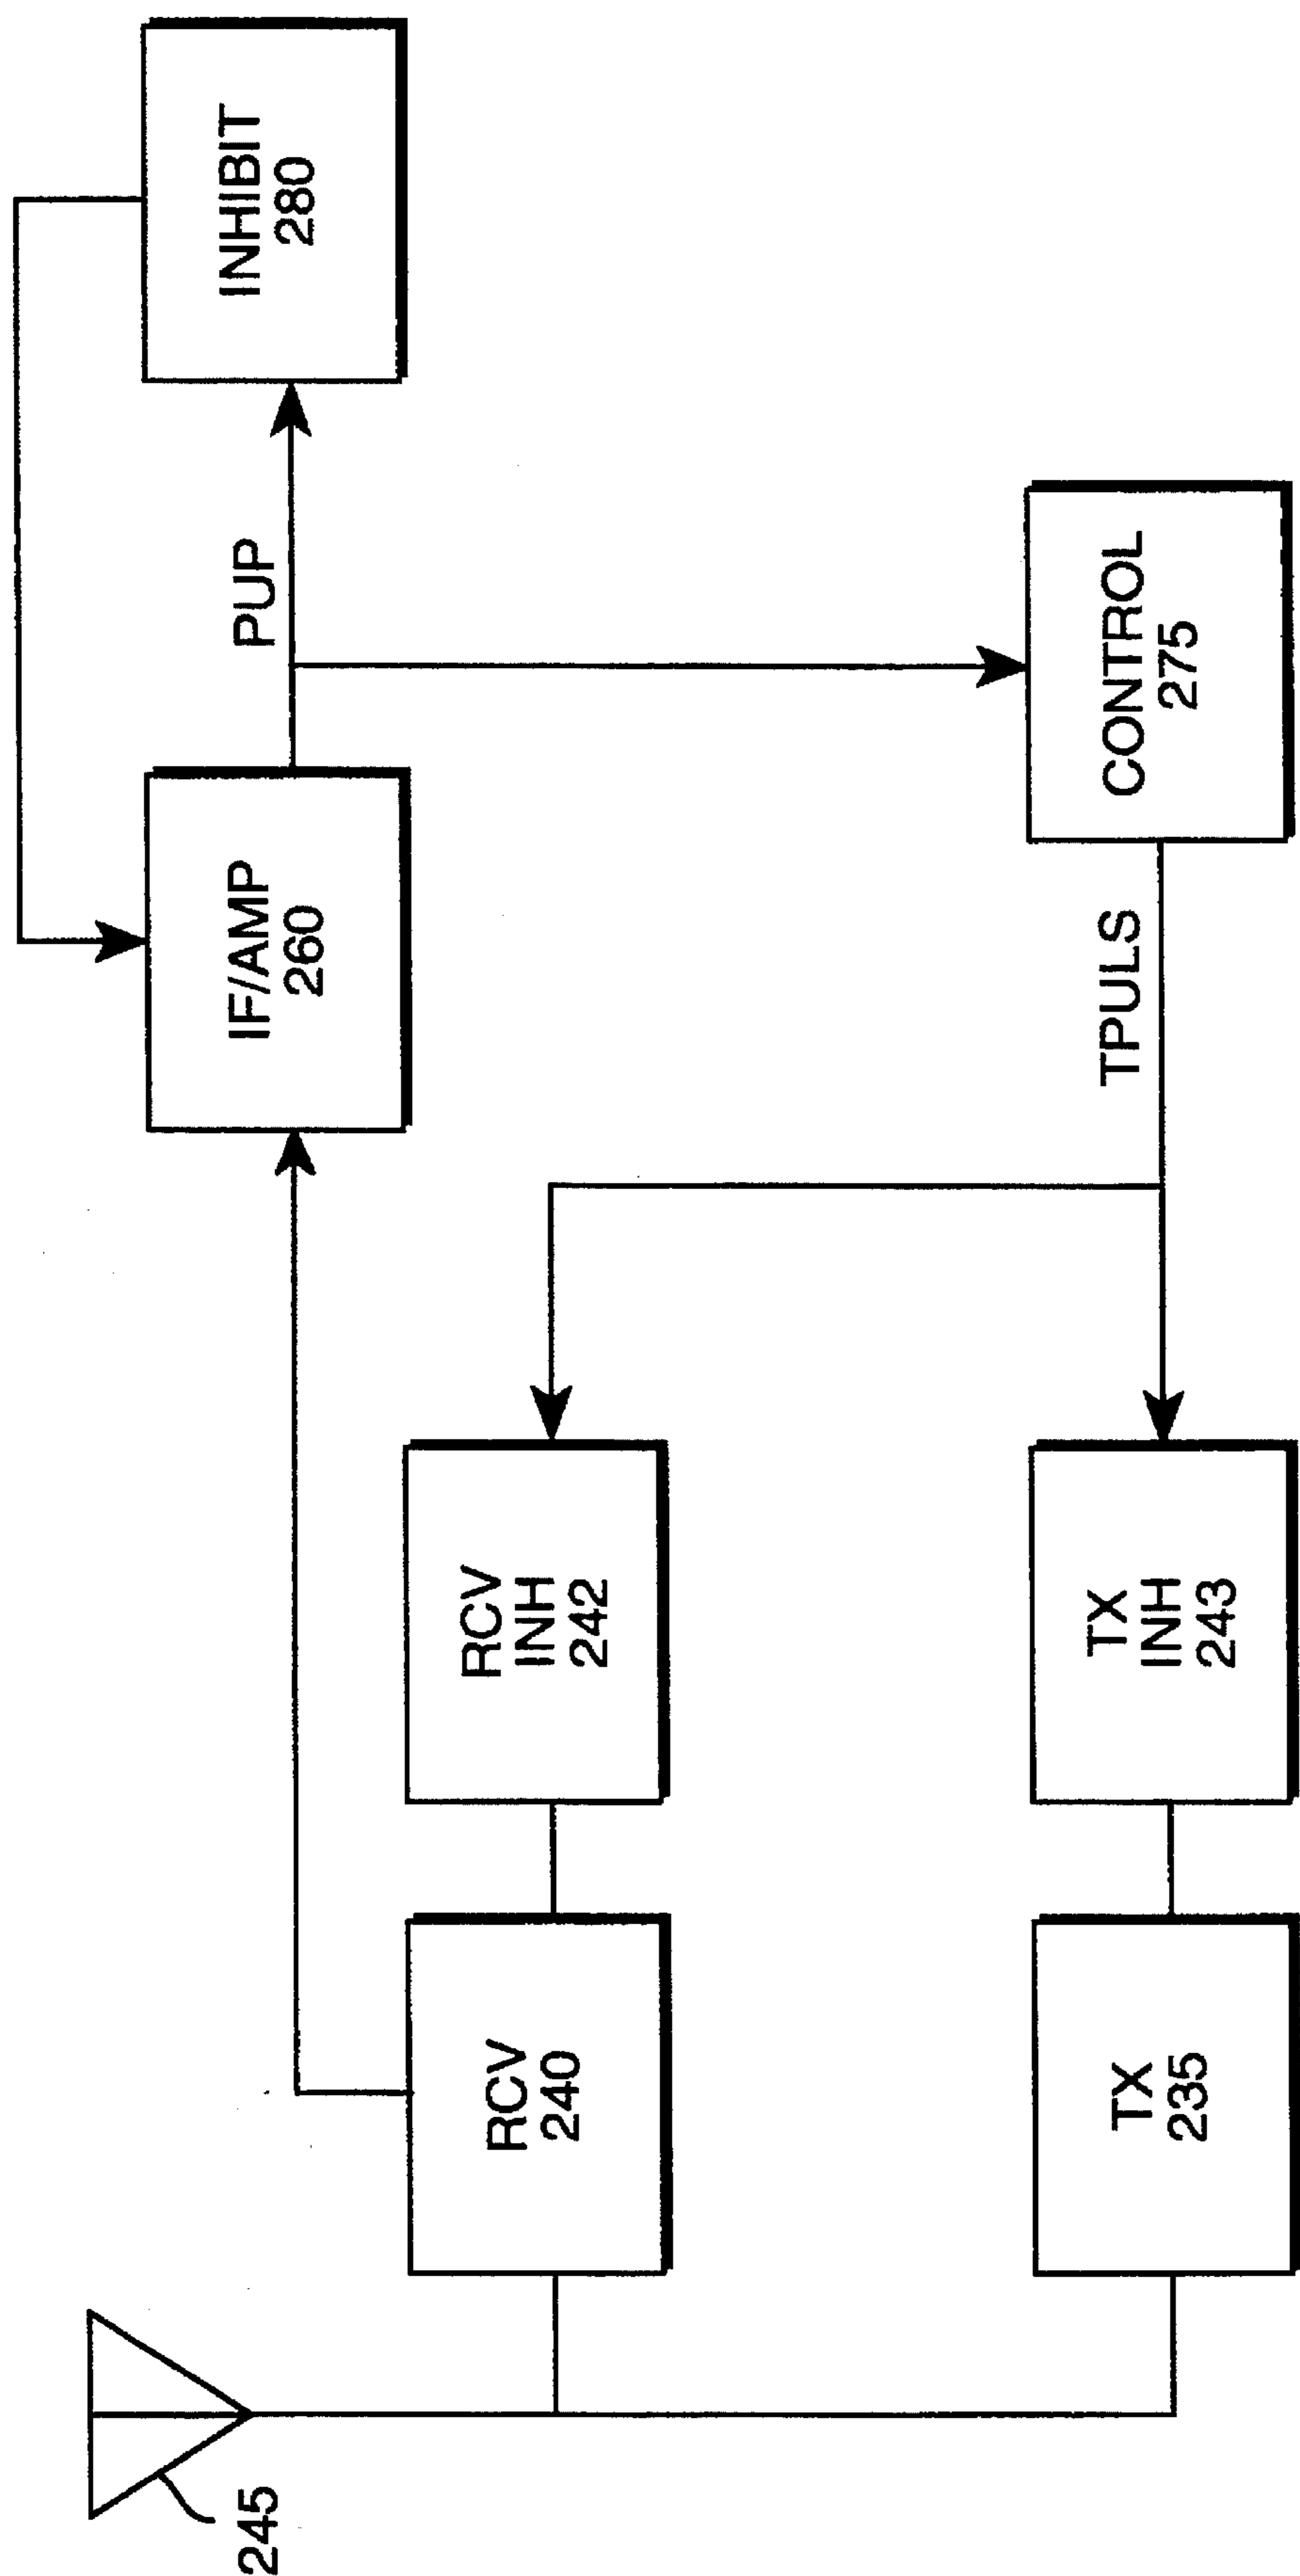 INHIBIT
280
PUP
IF/AMP
260
CONTROL
275
TPULS
RCV
INH
242
TX
INH
243
RCV
240
TX
235
245